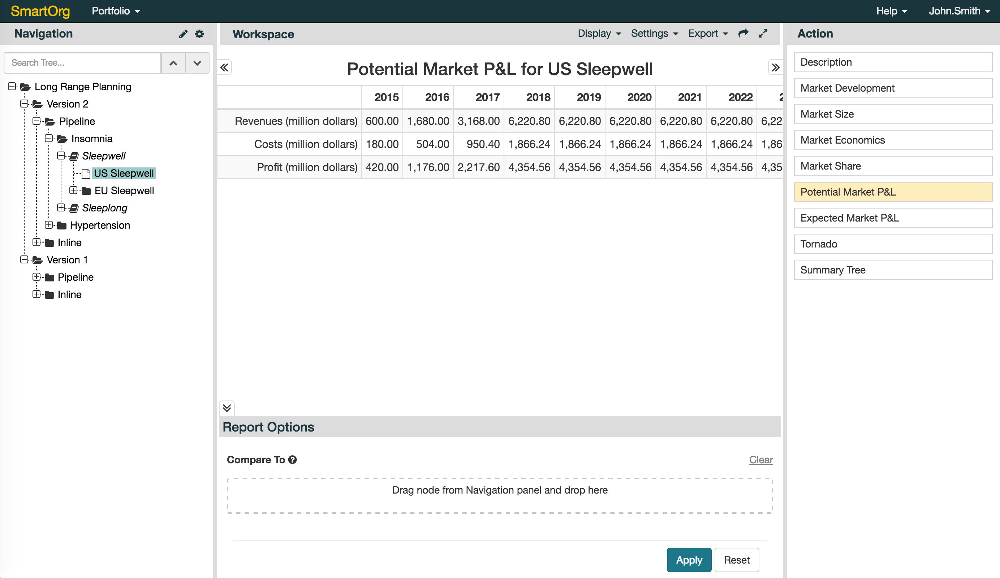 SmartOrg Portfolio Help John.Smith
Navigation
Search Tree...
Long Range Planning
Version 2
Pipeline
Insomnia
Sleepwell
US Sleepwell
EU Sleepwell
Sleeplong
Hypertension
Inline
Version 1
Pipeline
Inline
Workspace Display Settings Export
Potential Market P&L for US Sleepwell
2015 2016 2017 2018 2019 2020 2021 2022
Revenues (million dollars) 600.00 1,680.00 3,168.00 6,220.80 6,220.80 6,220.80 6,220.80 6,220.80
Costs (million dollars) 180.00 504.00 950.40 1,866.24 1,866.24 1,866.24 1,866.24 1,866.24
Profit (million dollars) 420.00 1,176.00 2,217.60 4,354.56 4,354.56 4,354.56 4,354.56 4,354.56
Report Options
Compare To Clear
Drag node from Navigation panel and drop here
Apply Reset
Action
Description
Market Development
Market Size
Market Economics
Market Share
Potential Market P&L
Expected Market P&L
Tornado
Summary Tree